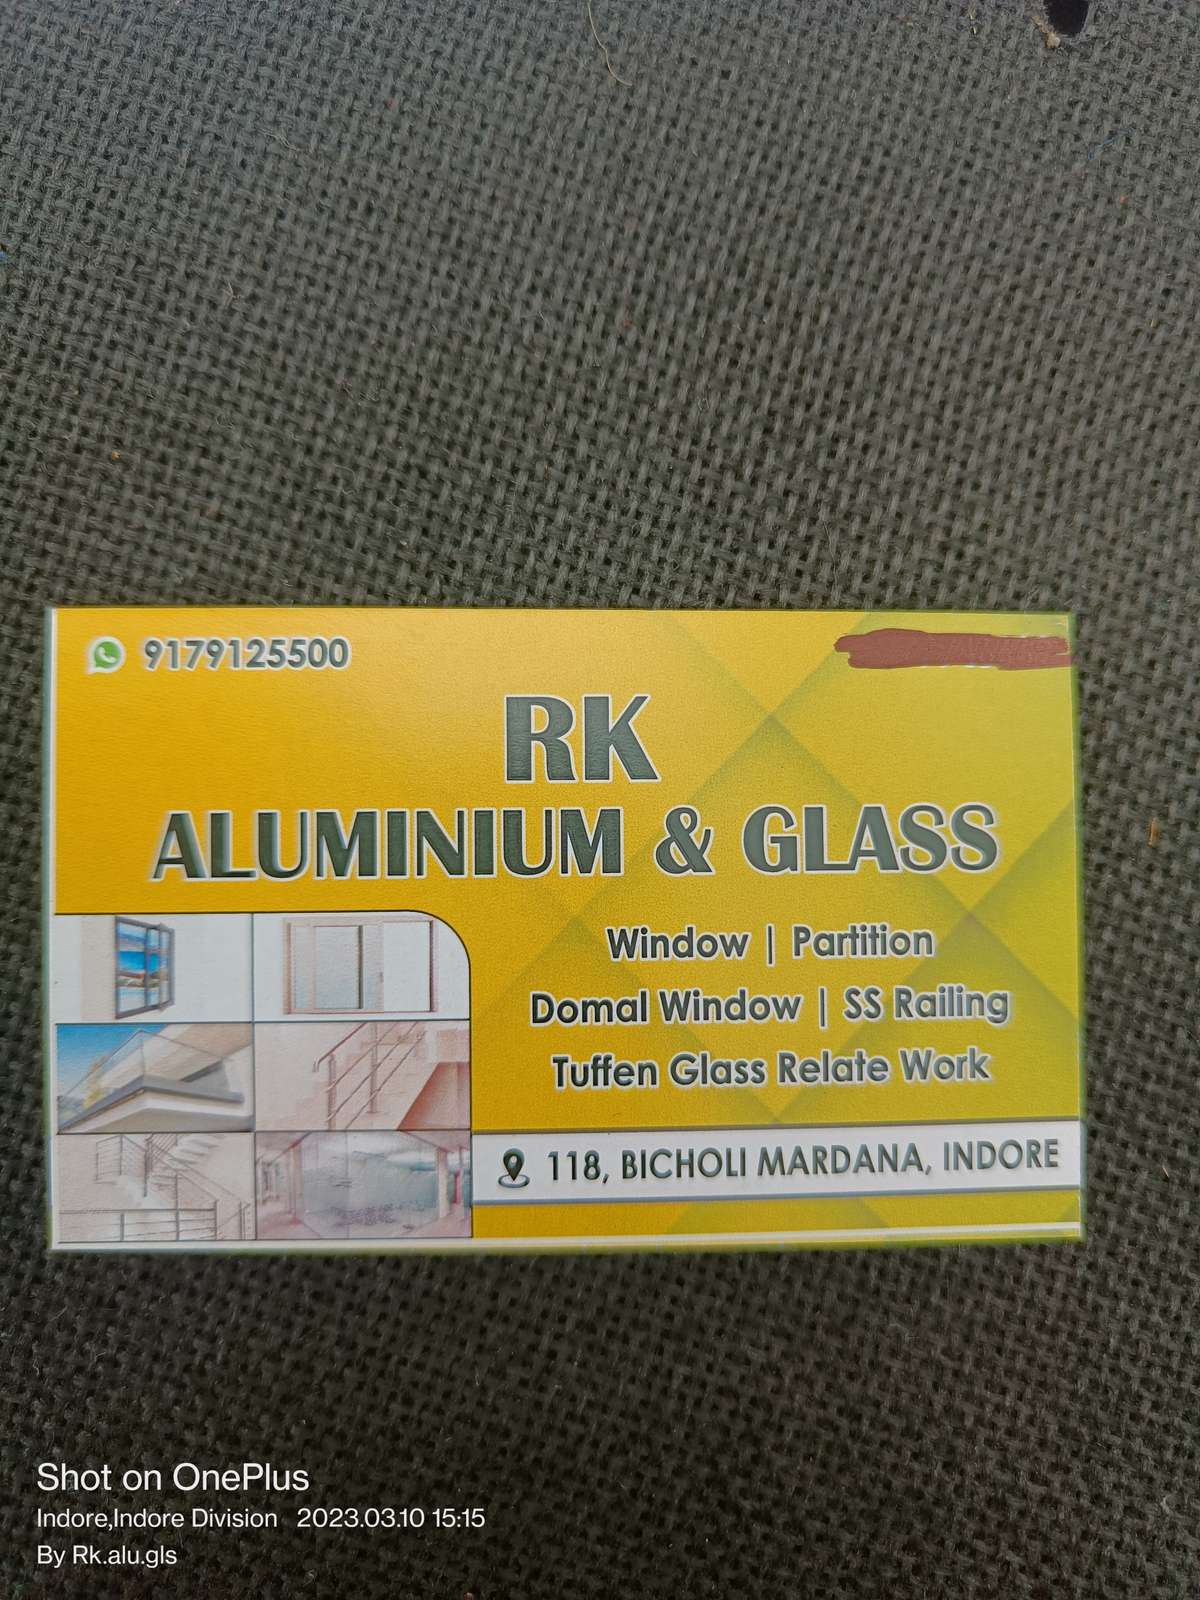 9179125500
RK
ALUMINIUM & GLASS
Window | Partition
Domal Window | SS Railing
Tuffen Glass Relate Work
118, BICHOLI MARDANA, INDORE
Shot on OnePlus
Indore,Indore Division 2023.03.10 15:15
By Rk.alu.gls